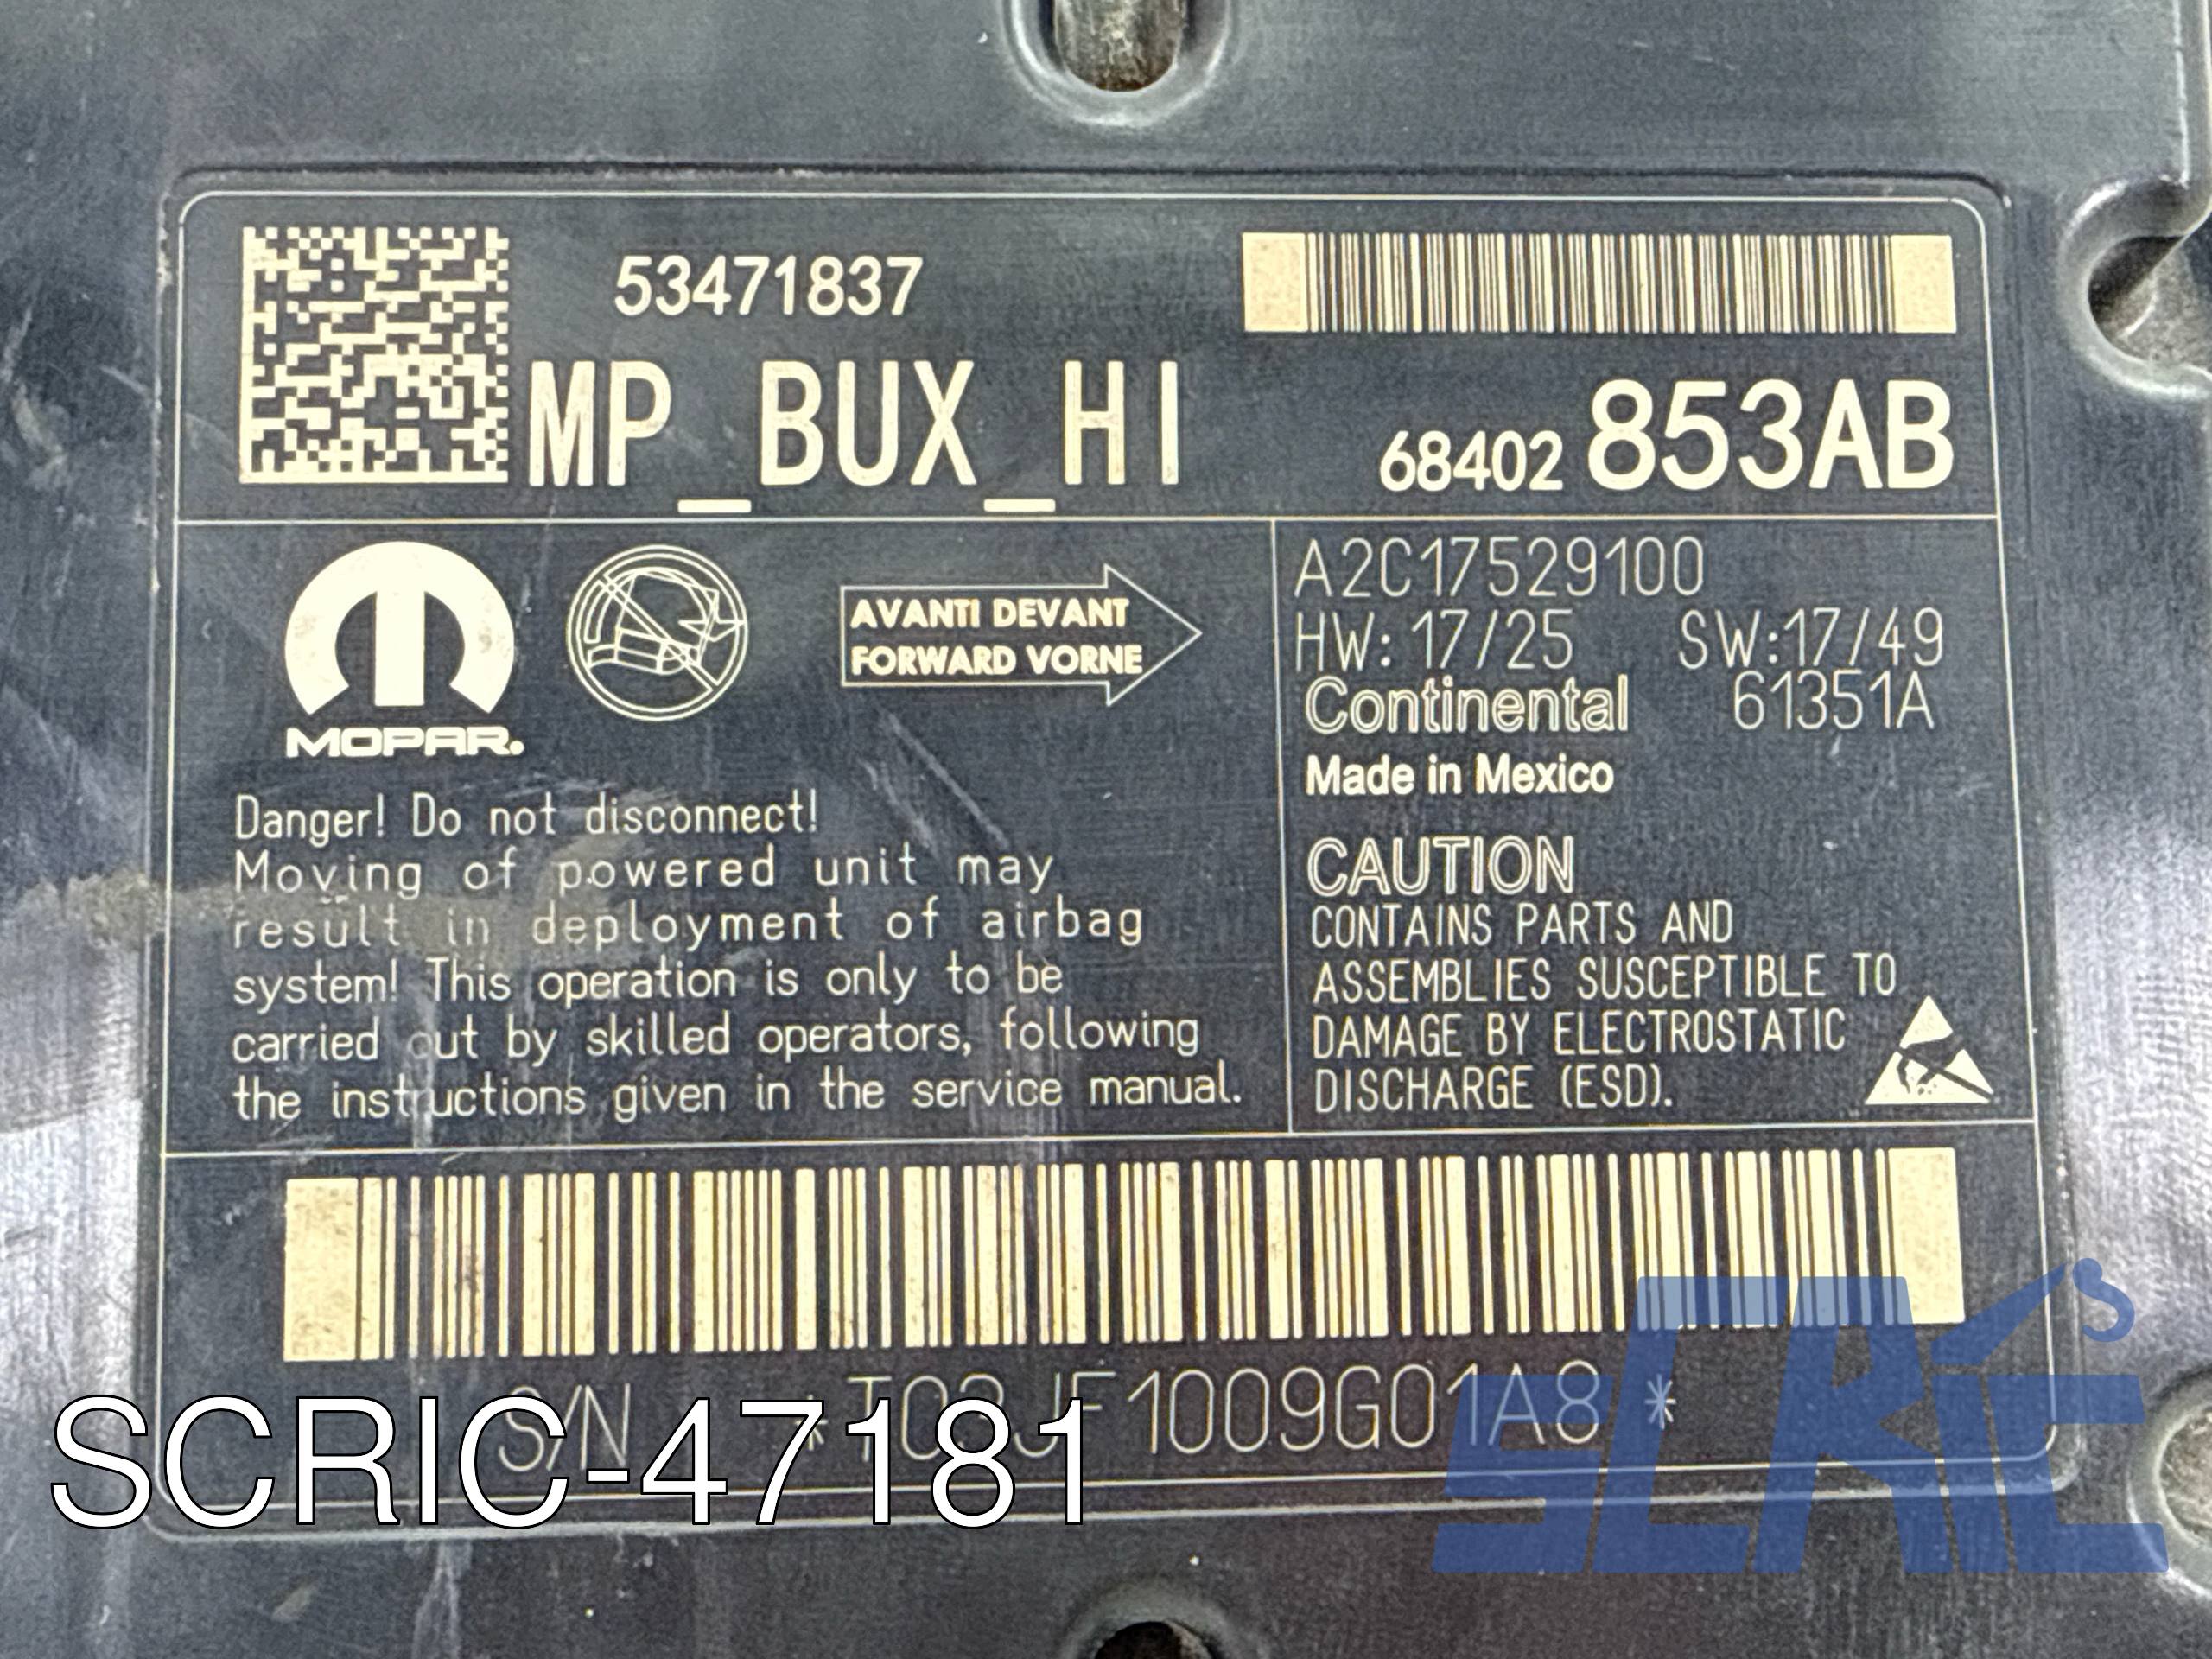 53471837
MP_BUX_HI
68402 853AB
MOPAR.
AVANTI DEVANT
FORWARD VORNE
A2C17529100
HW: 17/25 SW:17/49
Continental 61351A
Made in Mexico
Danger! Do not disconnect!
Moving of powered unit may
result in deployment of airbag
system! This operation is only to be
carried out by skilled operators, following
the instructions given in the service manual.
CAUTION
CONTAINS PARTS AND
ASSEMBLIES SUSCEPTIBLE TO
DAMAGE BY ELECTROSTATIC
DISCHARGE (ESD).
S/N
SCRIC-47181
SCRIC